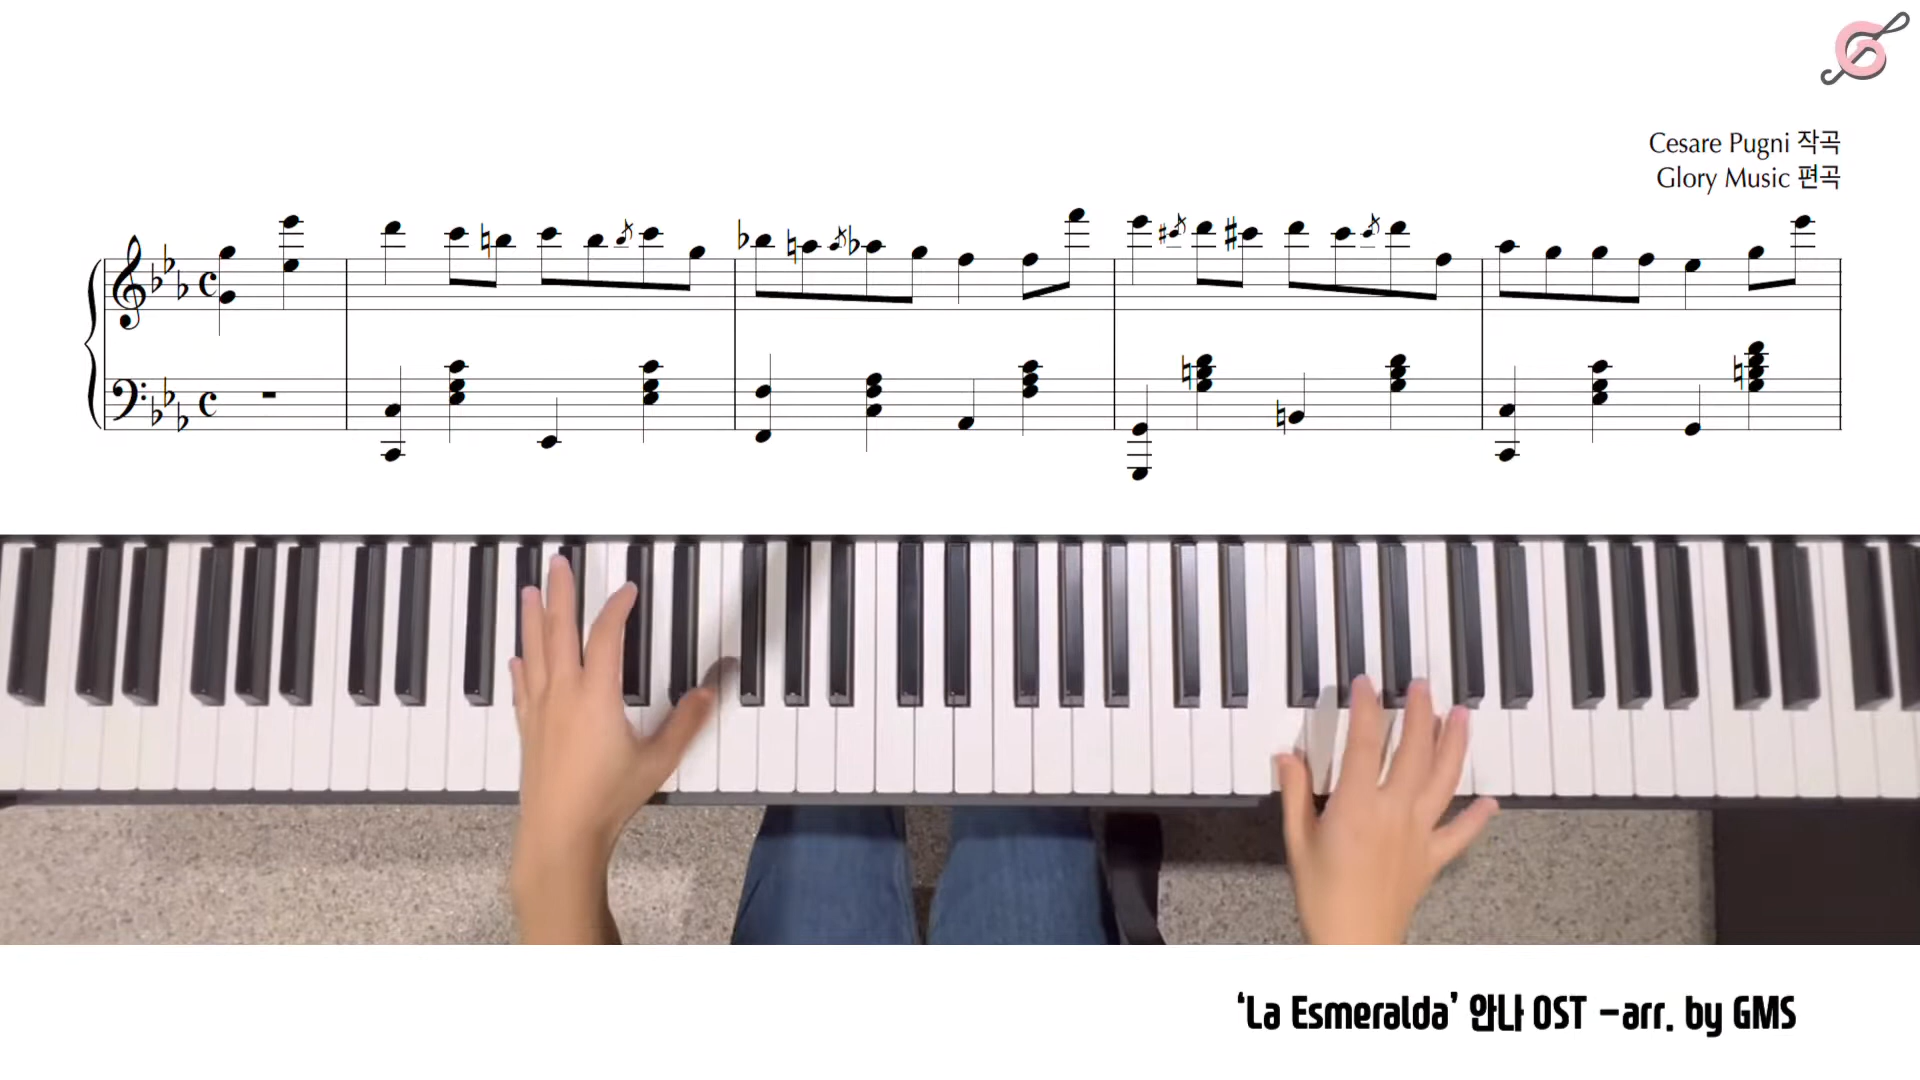 Cesare Pugni 작곡
Glory Music 편곡
‘La Esmeralda’ 안나 OST –arr. by GMS